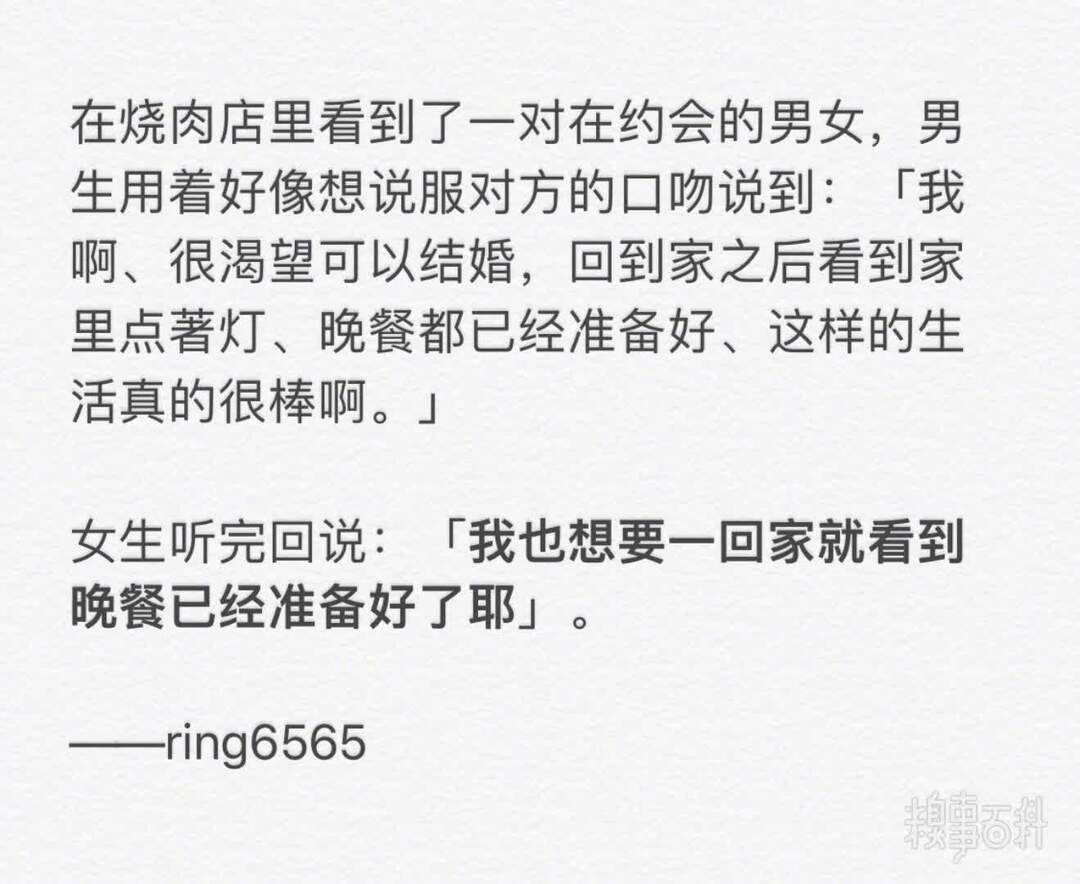 在烧肉店里看到了一对在约会的男女，男
生用着好像想说服对方的口吻说到：「我
啊、很渴望可以结婚，回到家之后看到家
里点著灯、晚餐都已经准备好、这样的生
活真的很棒啊。」
女生听完回说：「我也想要一回家就看到
晚餐已经准备好了耶」。
——ring6565
糗事百科